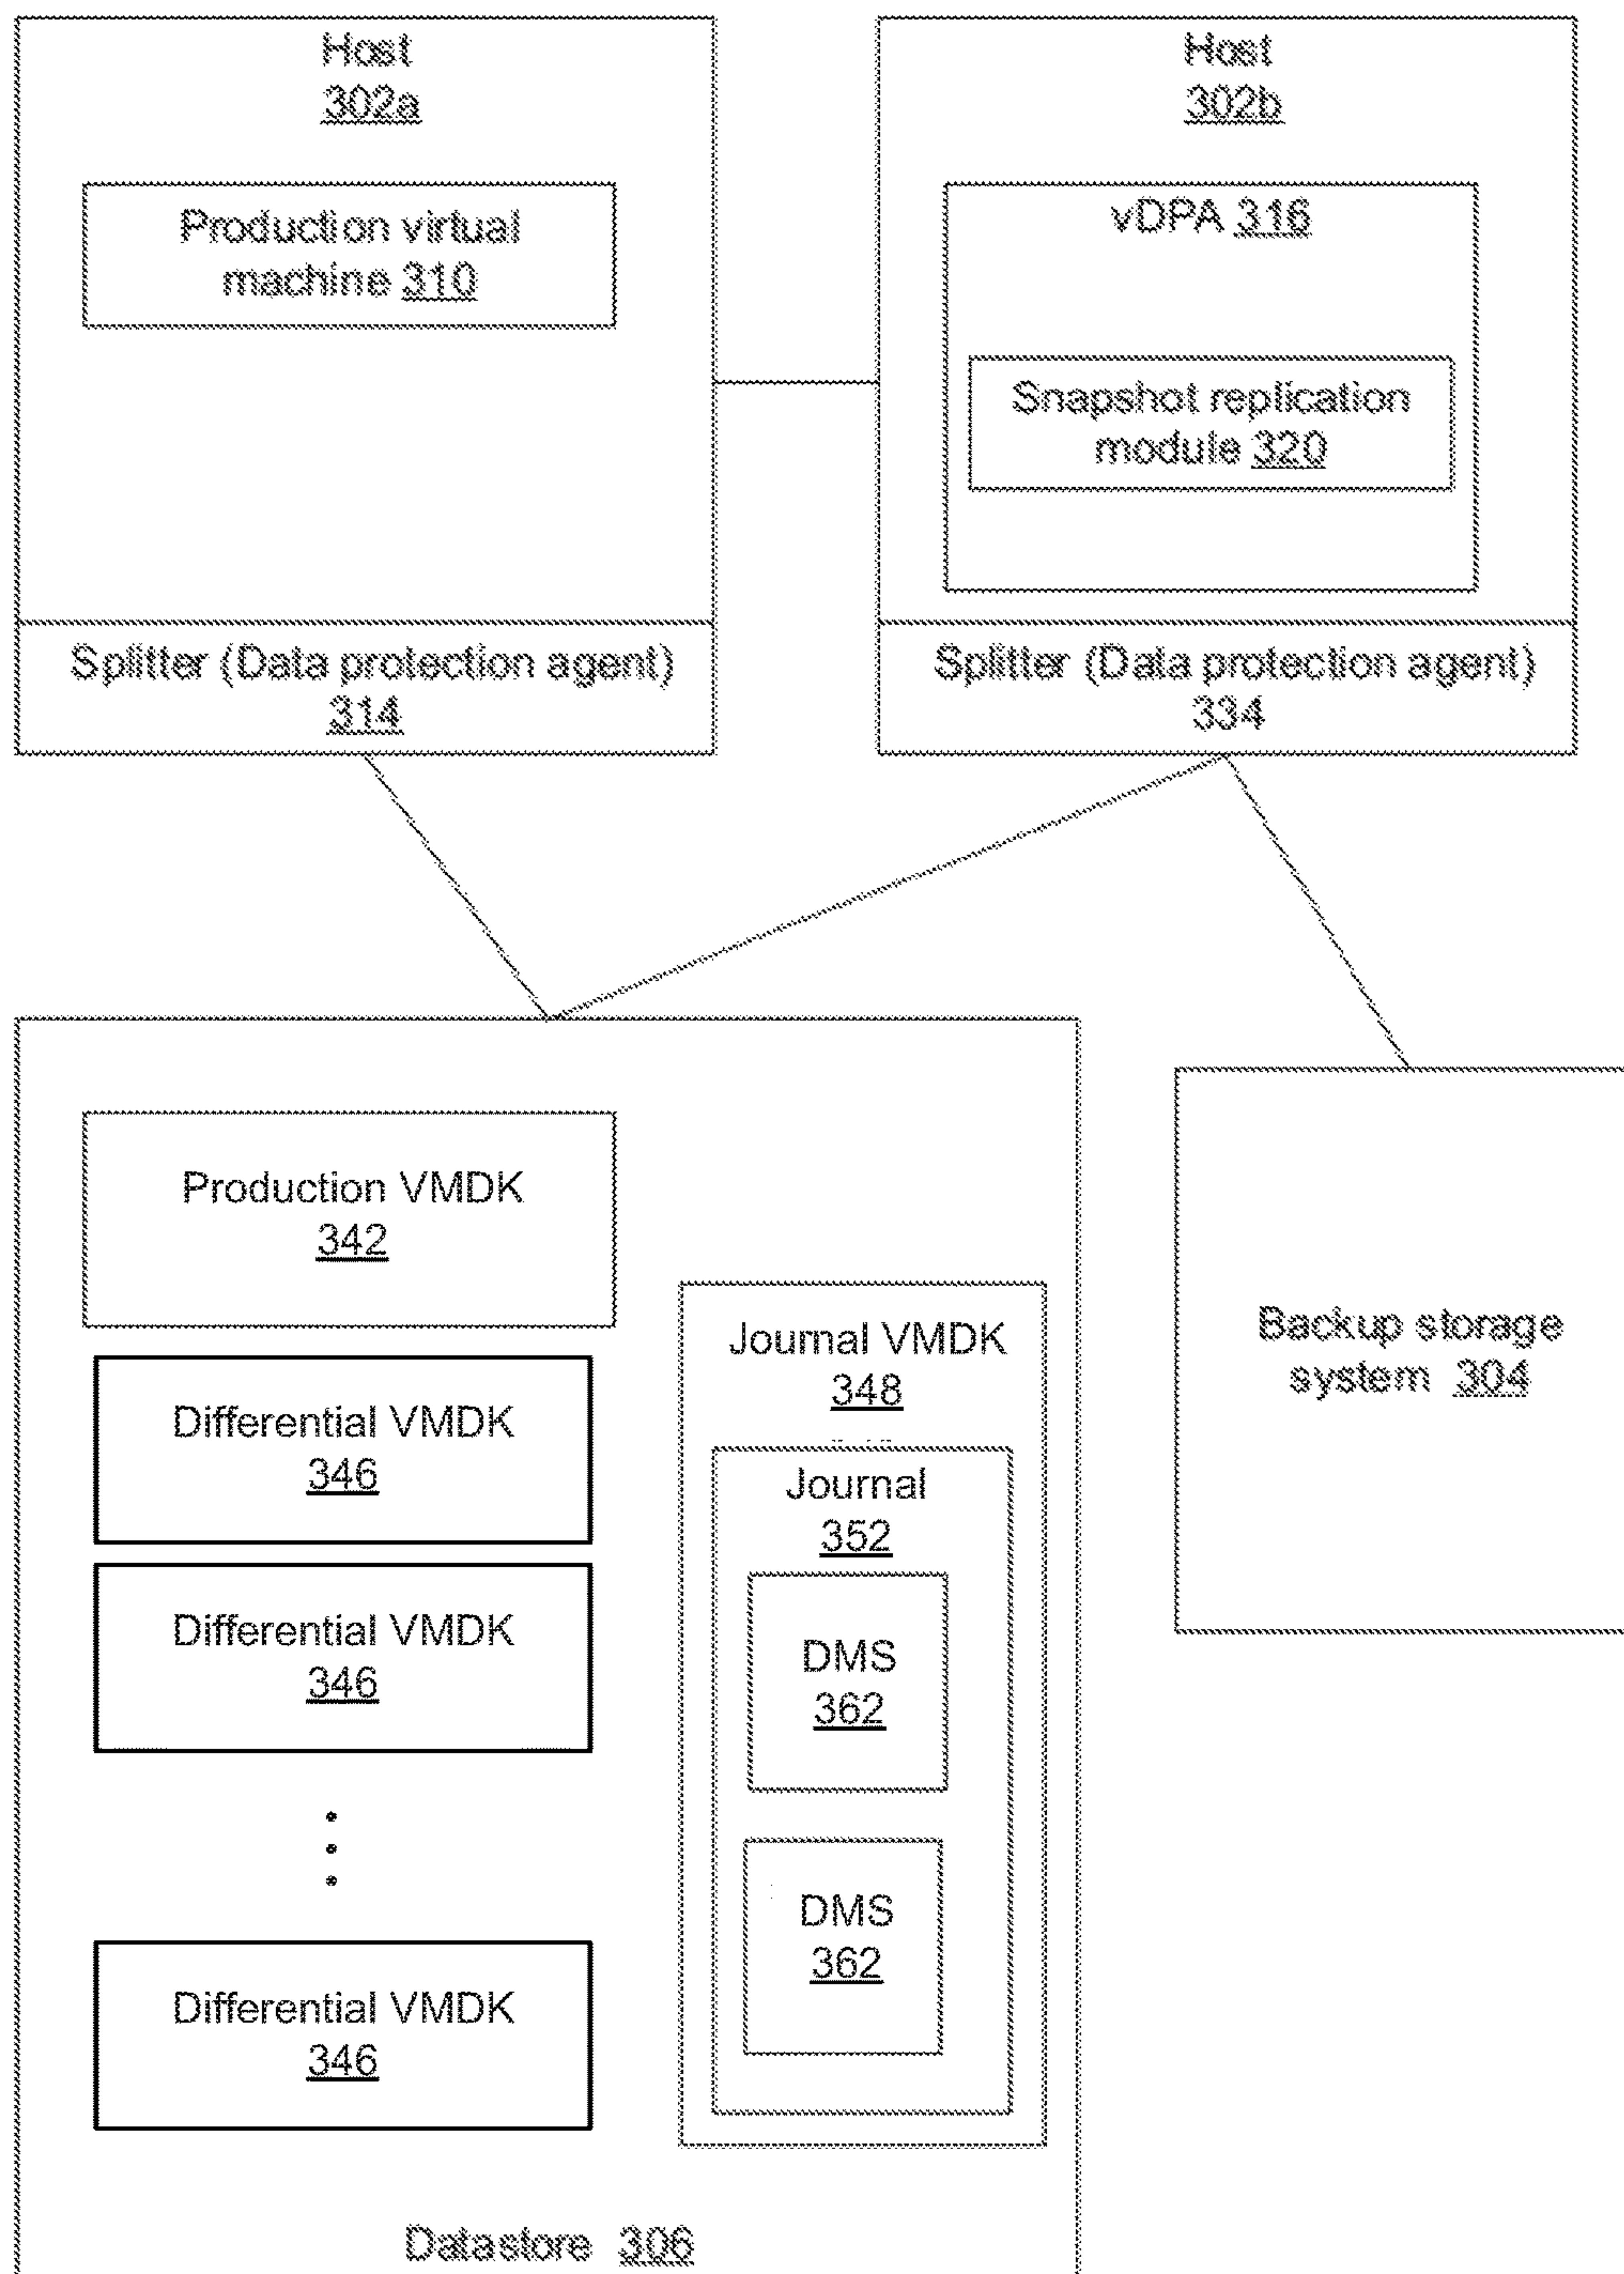 Host
302a
Production virtual
machine 310
Splitter (Data protection agent)
314
Host
302b
vDPA 316
Snapshot replication
module 320
Splitter (Data protection agent)
334
Production VMDK
342
Differential VMDK
346
Differential VMDK
346
Differential VMDK
346
Journal VMDK
348
Journal
352
DMS
362
DMS
362
Datastore 306
Backup storage
system 304